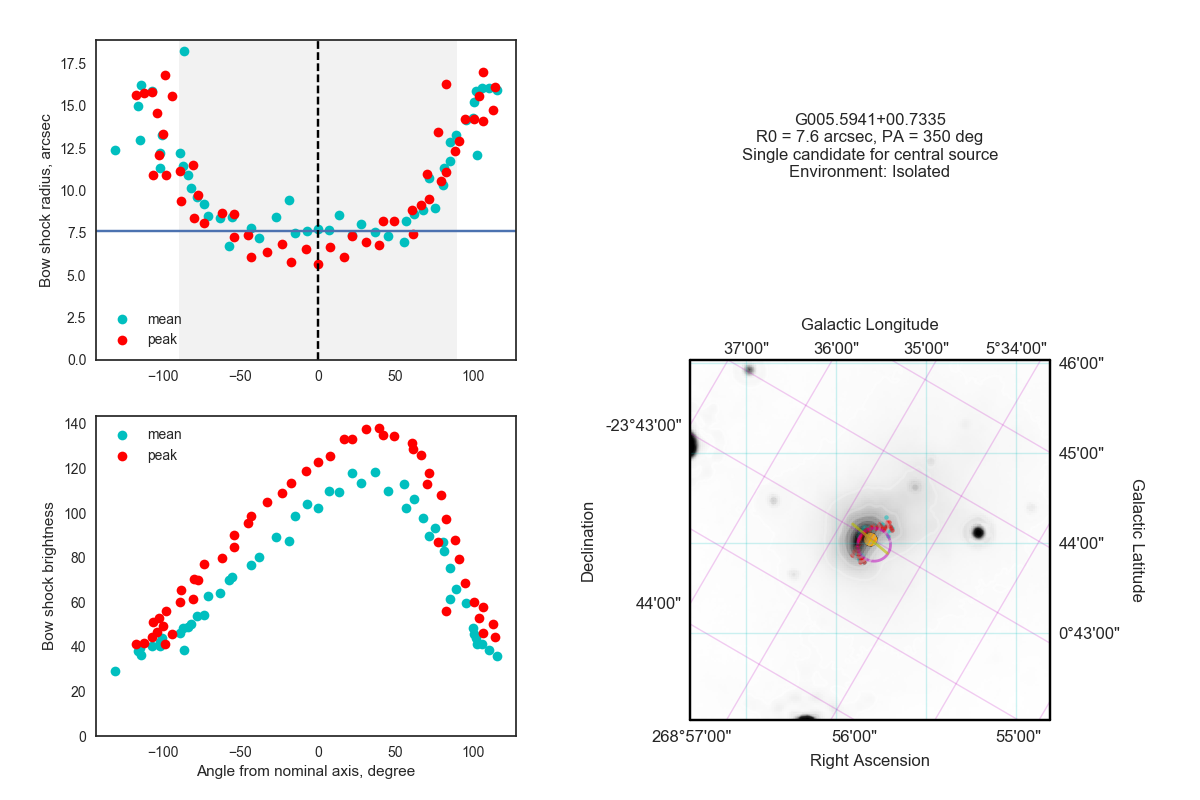 17.5
15.0
12.5
10.0
7.5
5.0
2.5
0.0
Bow shock radius, arcsec
mean
peak
−100
−50
0
50
100
140
120
100
80
60
40
20
0
Bow shock brightness
mean
peak
−100
−50
0
50
100
Angle from nominal axis, degree
G005.5941+00.7335
R0 = 7.6 arcsec, PA = 350 deg
Single candidate for central source
Environment: Isolated
Galactic Longitude
37'00"
36'00"
35'00"
5°34'00"
46'00"
45'00"
44'00"
0°43'00"
Galactic Latitude
-23°43'00"
44'00"
Declination
268°57'00"
56'00"
55'00"
Right Ascension